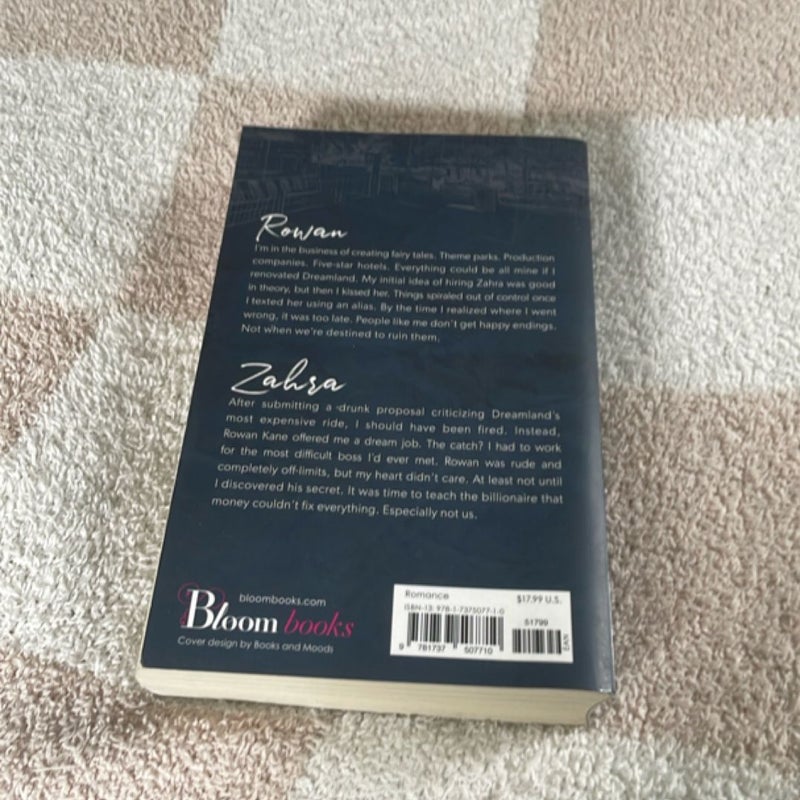 Rowan
I'm in the business of creating fairy tales. Theme parks. Production
companies. Five-star hotels. Everything could be all mine if I
renovated Dreamland. My initial idea of hiring Zahra was good
in theory, but then I kissed her. Things spiraled out of control once
I texted her using an alias. By the time I realized where I went
wrong, it was too late. People like me don't get happy endings.
Not when we're destined to ruin them.
Zahra
After submitting a drunk proposal criticizing Dreamland's
most expensive ride, I should have been fired. Instead,
Rowan Kane offered me a dream job. The catch? I had to work
for the most difficult boss I'd ever met. Rowan was rude and
completely off-limits, but my heart didn't care. At least not until
I discovered his secret. It was time to teach the billionaire that
money couldn't fix everything. Especially not us.
bloombooks.com
Bloom books
Cover design by Books and Moods
Romance $17.99 U.S.
ISBN-13: 978-1-7375077-1-0
51799
9 781737 507710
EAN